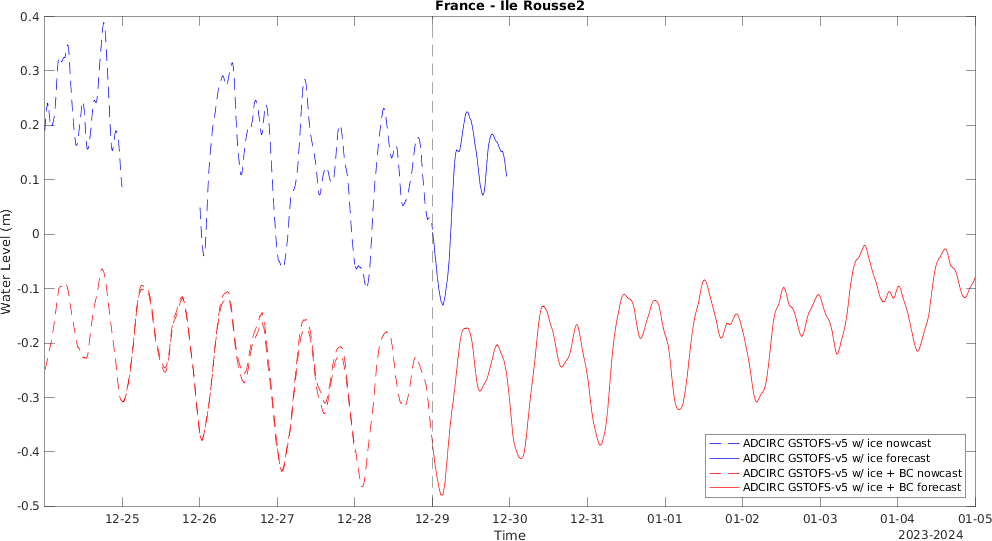 France - Ile Rousse2
0.4
0.3
0.2
0.1
0
-0.1
-0.2
-0.3
-0.4
-0.5
Water Level (m)
ADCIRC GSTOFS-v5 w/ ice nowcast
ADCIRC GSTOFS-v5 w/ ice forecast
ADCIRC GSTOFS-v5 w/ ice + BC nowcast
ADCIRC GSTOFS-v5 w/ ice + BC forecast
12-25 12-26 12-27 12-28 12-29 12-30 12-31 01-01 01-02 01-03 01-04 01-05
Time
2023-2024